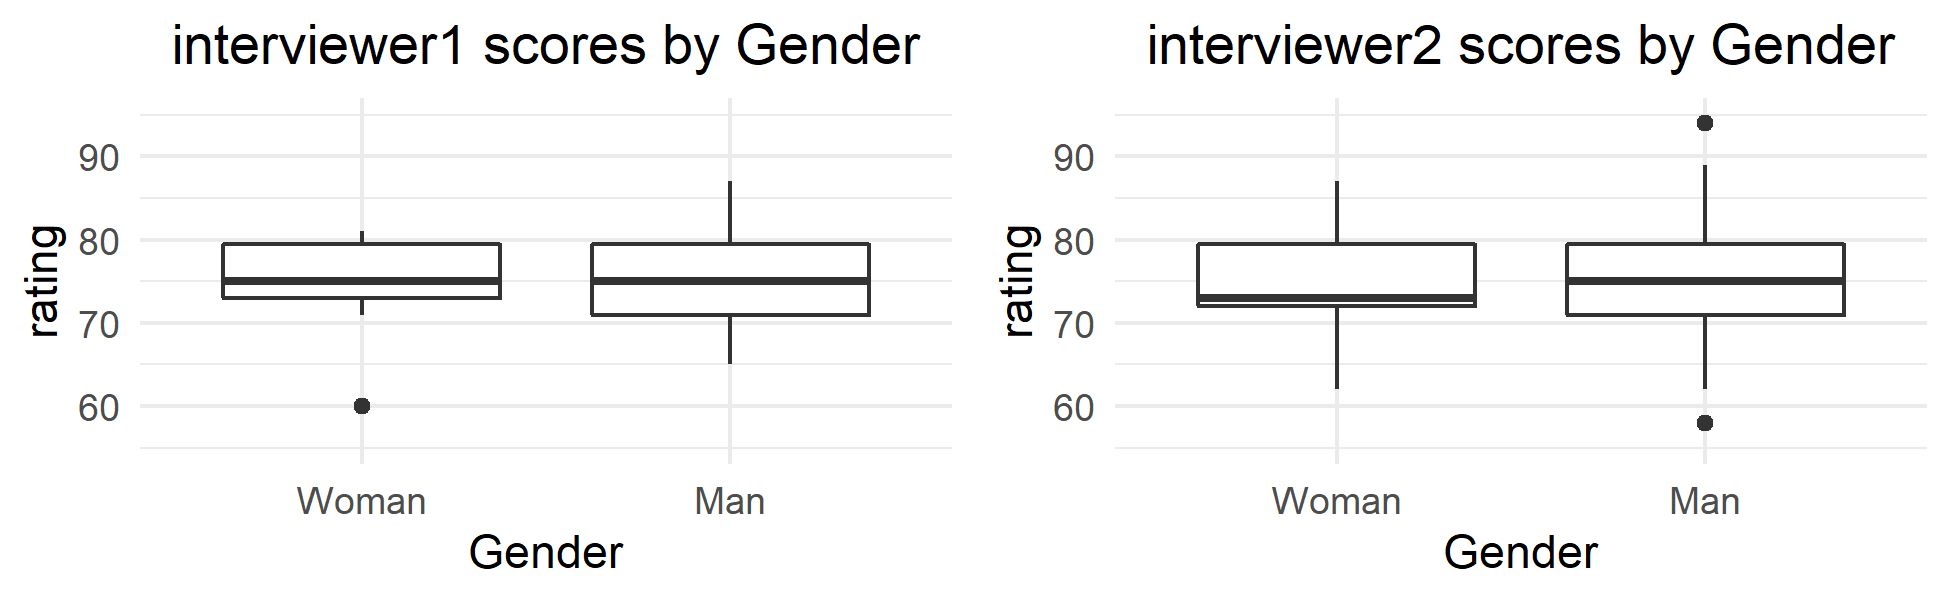 interviewer1 scores by Gender
rating
90
80
70
60
Woman Man
Gender
interviewer2 scores by Gender
rating
90
80
70
60
Woman Man
Gender